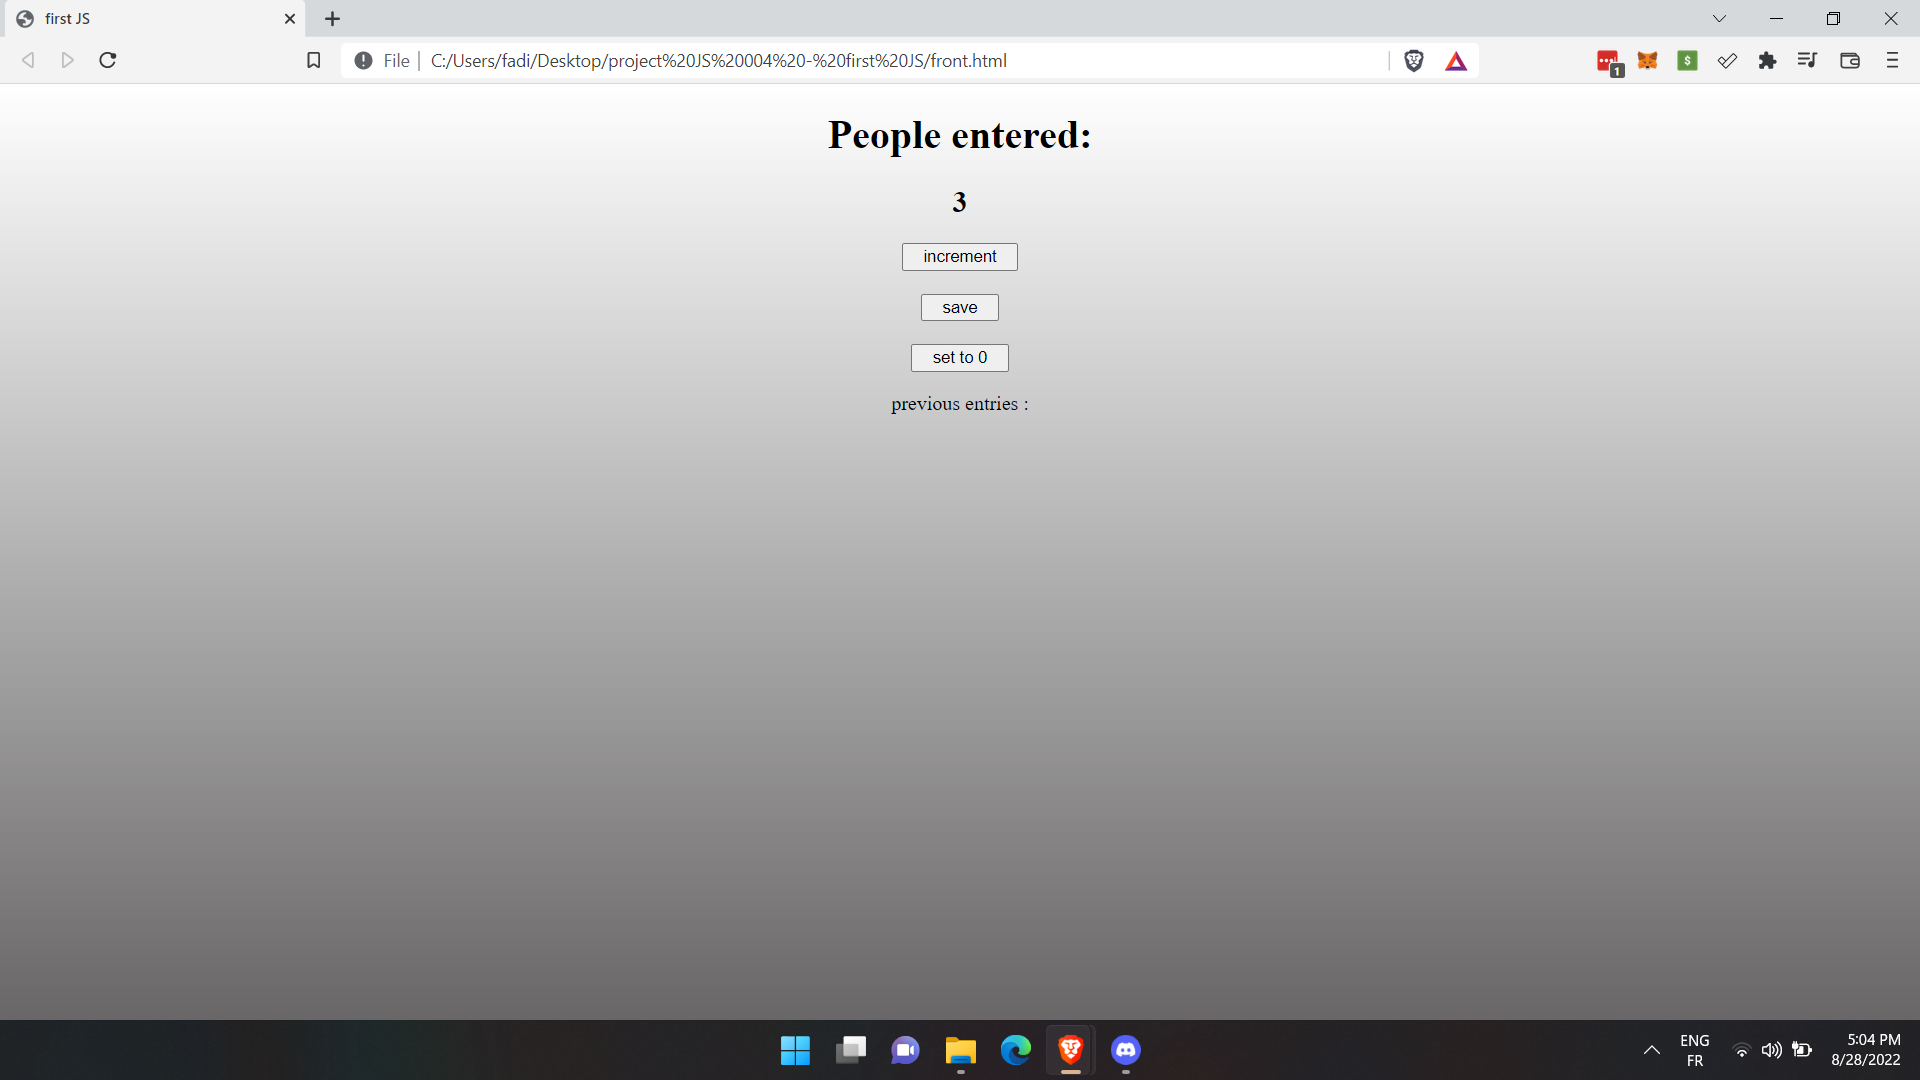 first JS
File
C:/Users/fadi/Desktop/project%20JS%20004%20-%20first%20JS/front.html
1
$
People entered:
3
increment
save
set to 0
previous entries :
ENG
FR
5:04 PM
8/28/2022